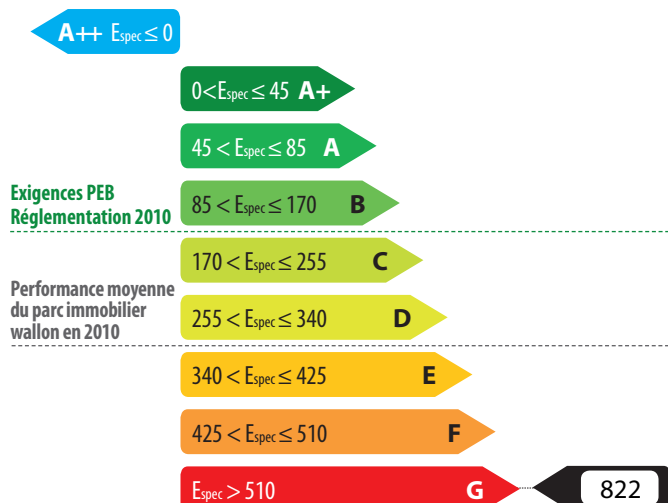 A++ Espec ≤ 0
0<Espec ≤ 45 A+
45 < Espec ≤ 85 A
Exigences PEB
Réglementation 2010
85 < Espec ≤ 170 B
170 < Espec ≤ 255 C
Performance moyenne
du parc immobilier
wallon en 2010
255 < Espec ≤ 340 D
340 < Espec ≤ 425 E
425 < Espec ≤ 510 F
Espec > 510 G
822